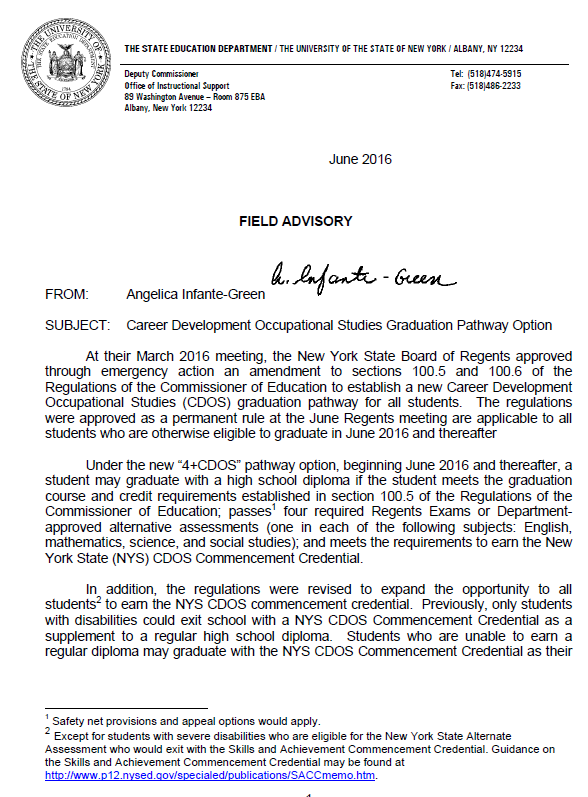 THE UNIVERSITY OF
THE STATE OF NEW YORK
THE STATE EDUCATION DEPARTMENT / THE UNIVERSITY OF THE STATE OF NEW YORK / ALBANY, NY 12234
Deputy Commissioner
Office of Instructional Support
89 Washington Avenue – Room 875 EBA
Albany, New York 12234
Tel: (518)474-5915
Fax: (518)486-2233
June 2016
FIELD ADVISORY
A. Infante-Green
FROM: Angelica Infante-Green
SUBJECT: Career Development Occupational Studies Graduation Pathway Option
At their March 2016 meeting, the New York State Board of Regents approved
through emergency action an amendment to sections 100.5 and 100.6 of the
Regulations of the Commissioner of Education to establish a new Career Development
Occupational Studies (CDOS) graduation pathway for all students. The regulations
were approved as a permanent rule at the June Regents meeting are applicable to all
students who are otherwise eligible to graduate in June 2016 and thereafter
Under the new “4+CDOS” pathway option, beginning June 2016 and thereafter, a
student may graduate with a high school diploma if the student meets the graduation
course and credit requirements established in section 100.5 of the Regulations of the
Commissioner of Education; passes¹ four required Regents Exams or Department-
approved alternative assessments (one in each of the following subjects: English,
mathematics, science, and social studies); and meets the requirements to earn the New
York State (NYS) CDOS Commencement Credential.
In addition, the regulations were revised to expand the opportunity to all
students² to earn the NYS CDOS commencement credential. Previously, only students
with disabilities could exit school with a NYS CDOS Commencement Credential as a
supplement to a regular high school diploma. Students who are unable to earn a
regular diploma may graduate with the NYS CDOS Commencement Credential as their
¹ Safety net provisions and appeal options would apply.
² Except for students with severe disabilities who are eligible for the New York State Alternate
Assessment who would exit with the Skills and Achievement Commencement Credential. Guidance on
the Skills and Achievement Commencement Credential may be found at
http://www.p12.nysed.gov/specialed/publications/SACCmemo.htm.